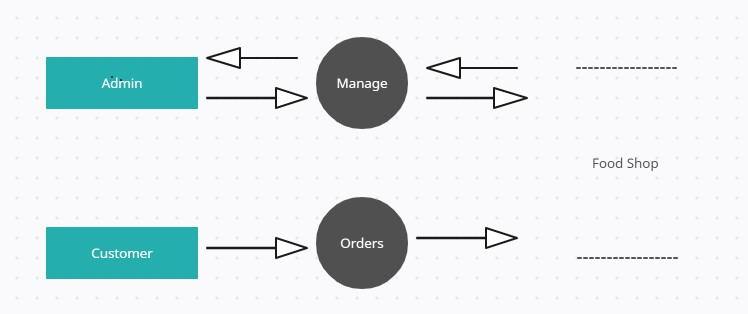 Admin
Manage
Food Shop
Customer
Orders